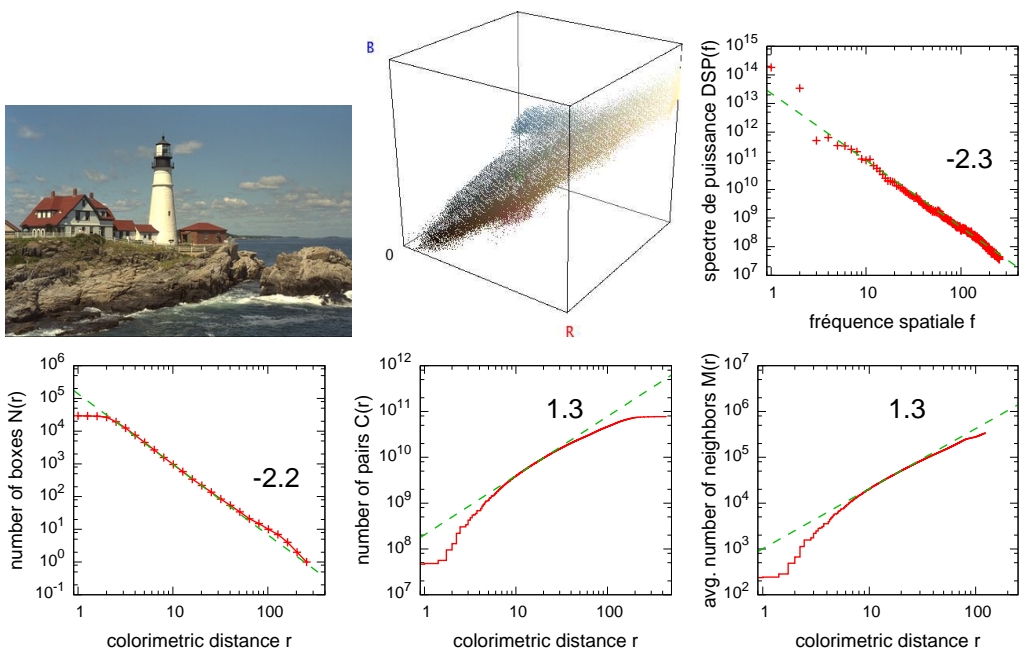 B
0
R
spectre de puissance DSP(f)
10^15
10^14
10^13
10^12
10^11
10^10
10^9
10^8
10^7
-2.3
1 10 100
fréquence spatiale f
number of boxes N(r)
10^6
10^5
10^4
10^3
10^2
10^1
10^0
10^-1
-2.2
1 10 100
colorimetric distance r
number of pairs C(r)
10^12
10^11
10^10
10^9
10^8
10^7
1.3
1 10 100
colorimetric distance r
avg. number of neighbors M(r)
10^7
10^6
10^5
10^4
10^3
10^2
1.3
1 10 100
colorimetric distance r